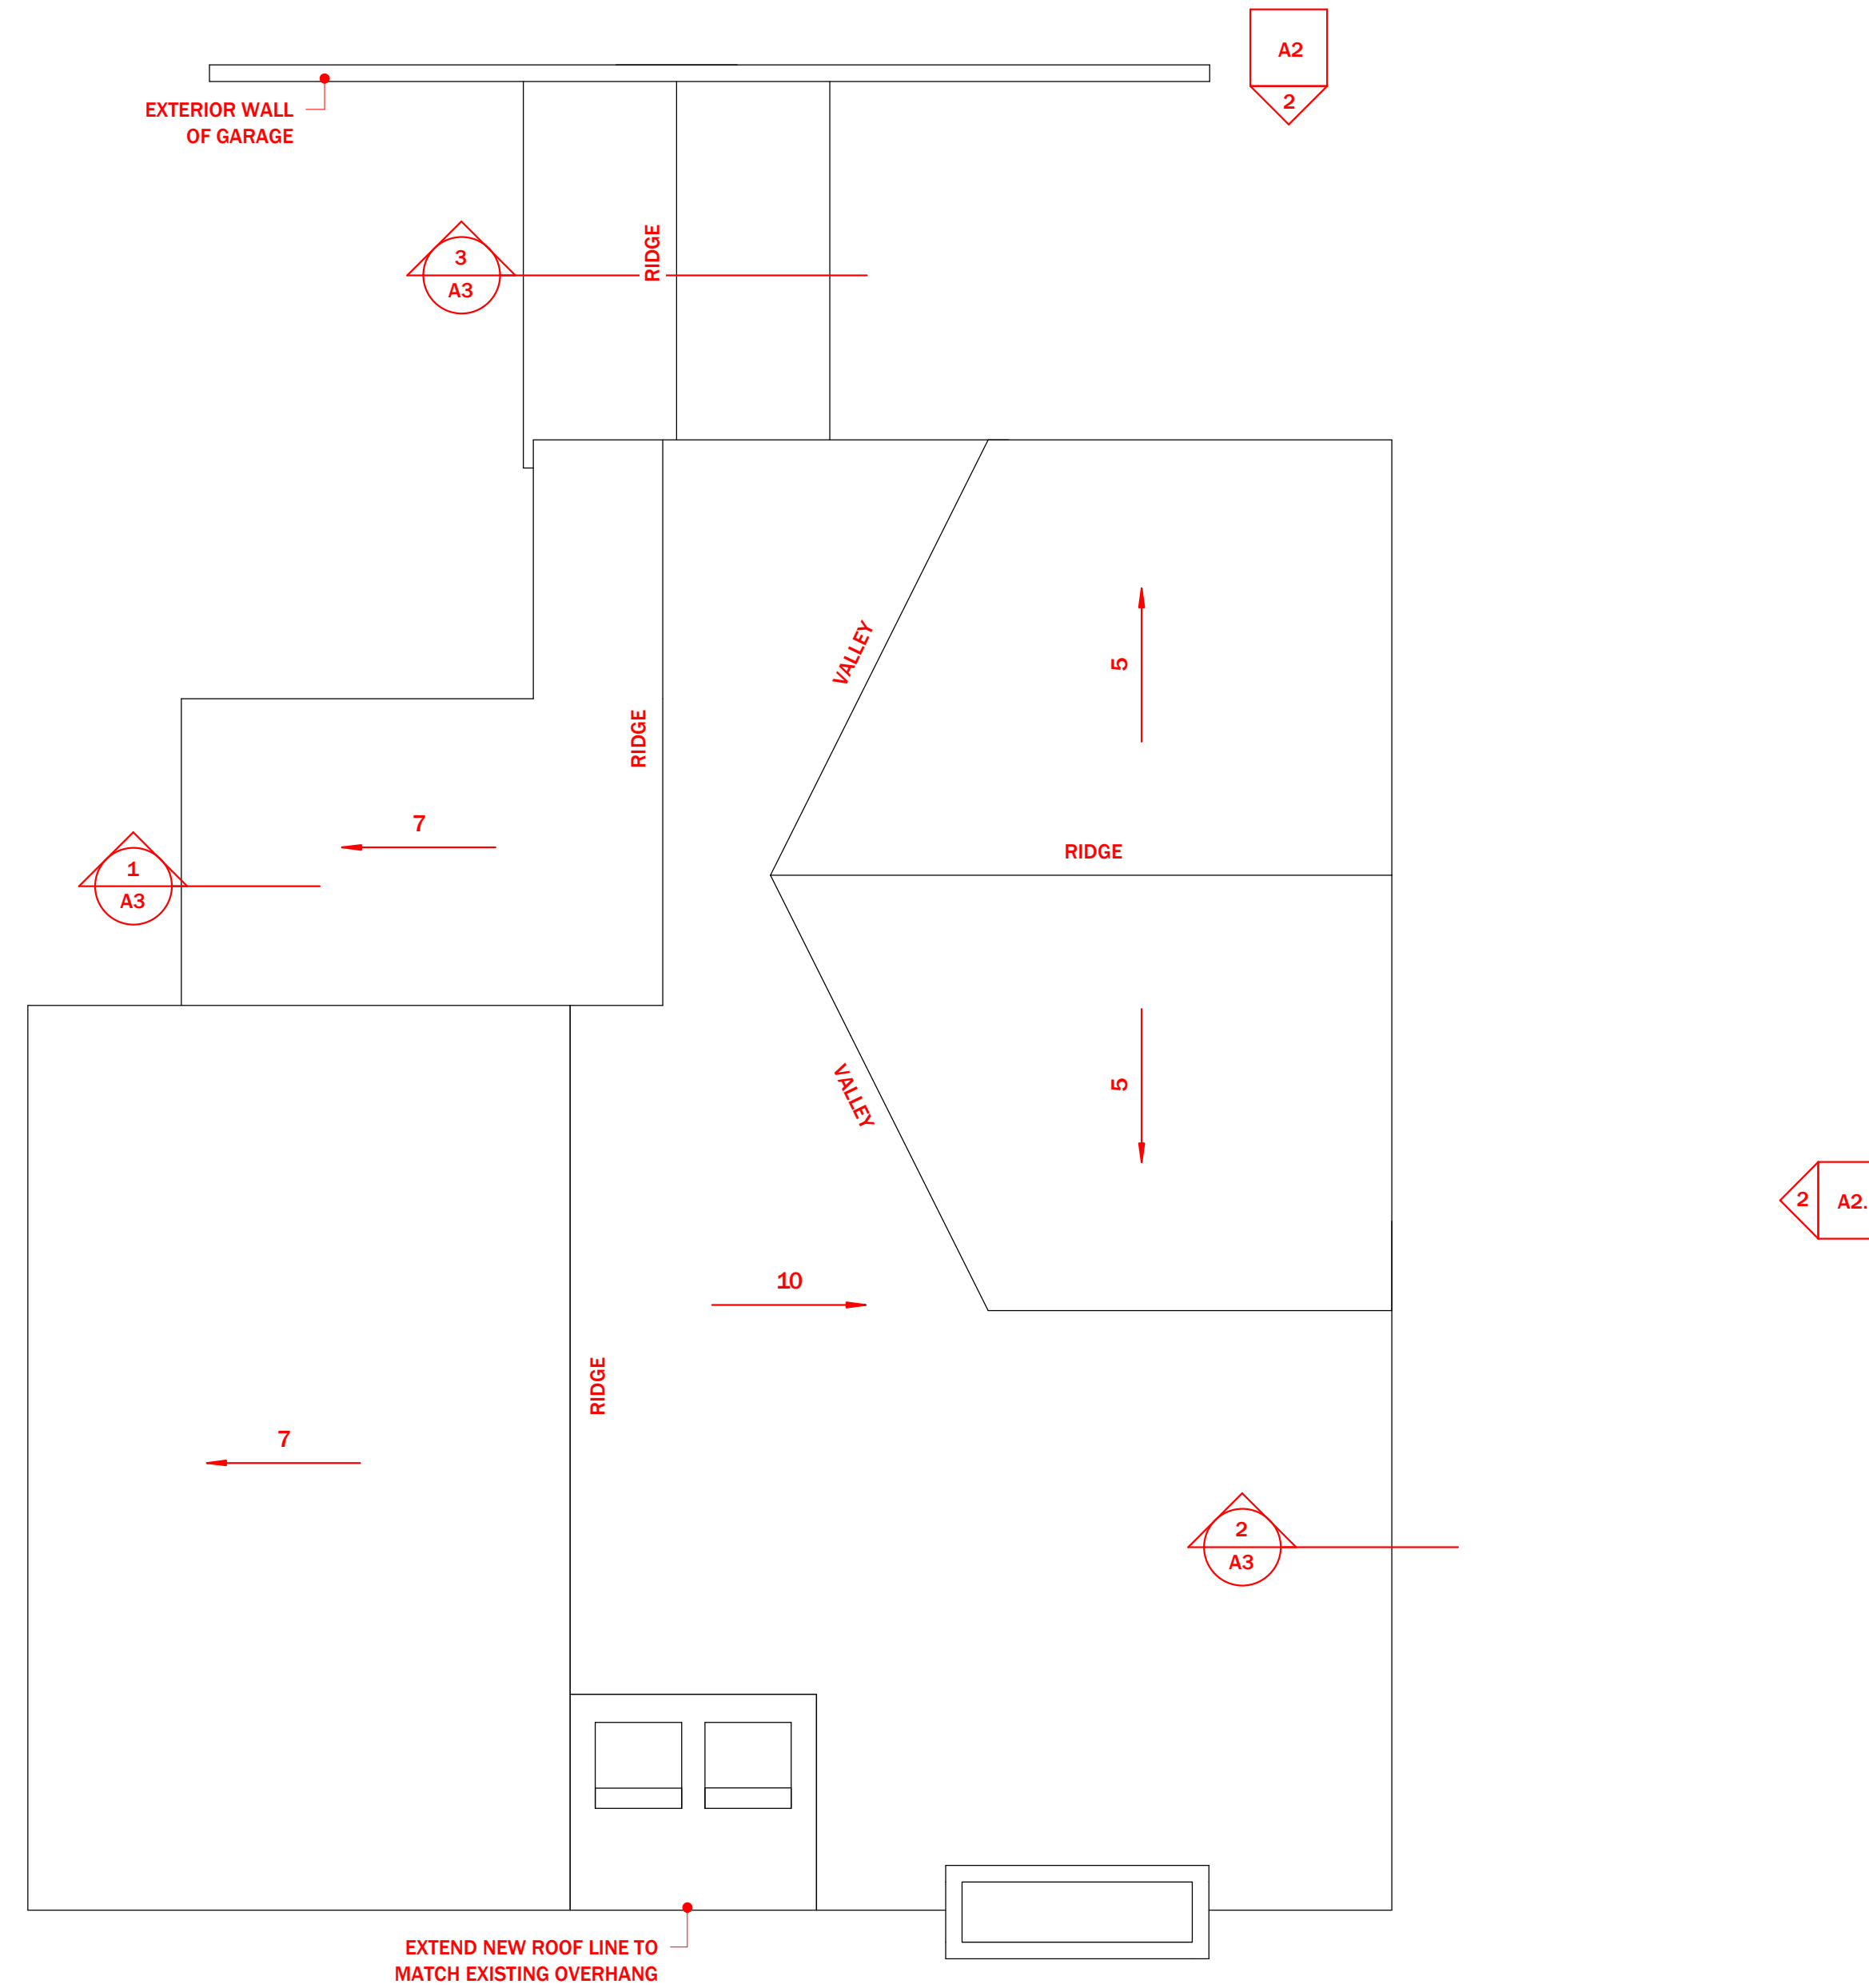 A2
2
EXTERIOR WALL
OF GARAGE
RIDGE
3
A3
VALLEY
5
RIDGE
7
RIDGE
1
A3
VALLEY
5
2
A2.
10
RIDGE
7
2
A3
EXTEND NEW ROOF LINE TO
MATCH EXISTING OVERHANG